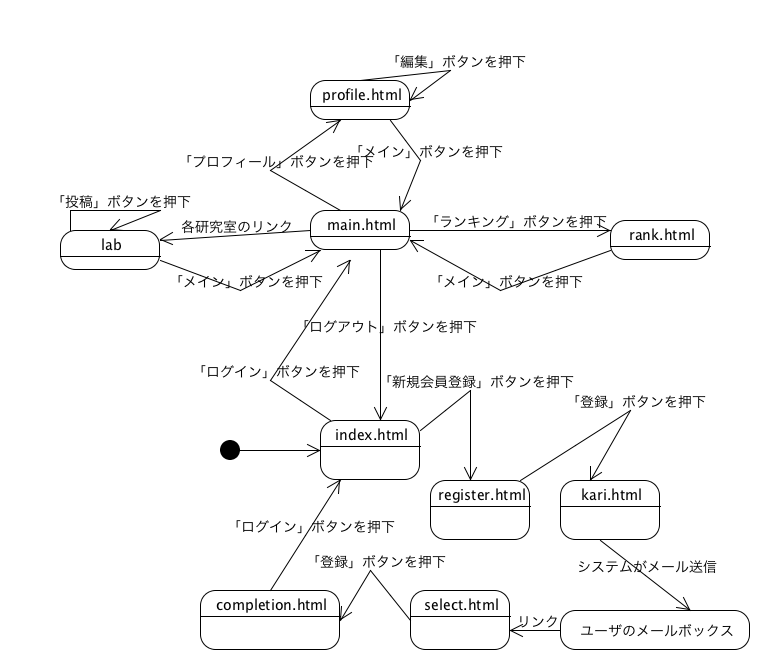 「編集」ボタンを押下
profile.html
「プロフィール」ボタンを押下
「メイン」ボタンを押下
「投稿」ボタンを押下
各研究室のリンク
main.html
「ランキング」ボタンを押下
lab
rank.html
「メイン」ボタンを押下
「メイン」ボタンを押下
「ログアウト」ボタンを押下
「ログイン」ボタンを押下
「新規会員登録」ボタンを押下
「登録」ボタンを押下
index.html
register.html
kari.html
「ログイン」ボタンを押下
「登録」ボタンを押下
システムがメール送信
completion.html
select.html
リンク
ユーザのメールボックス